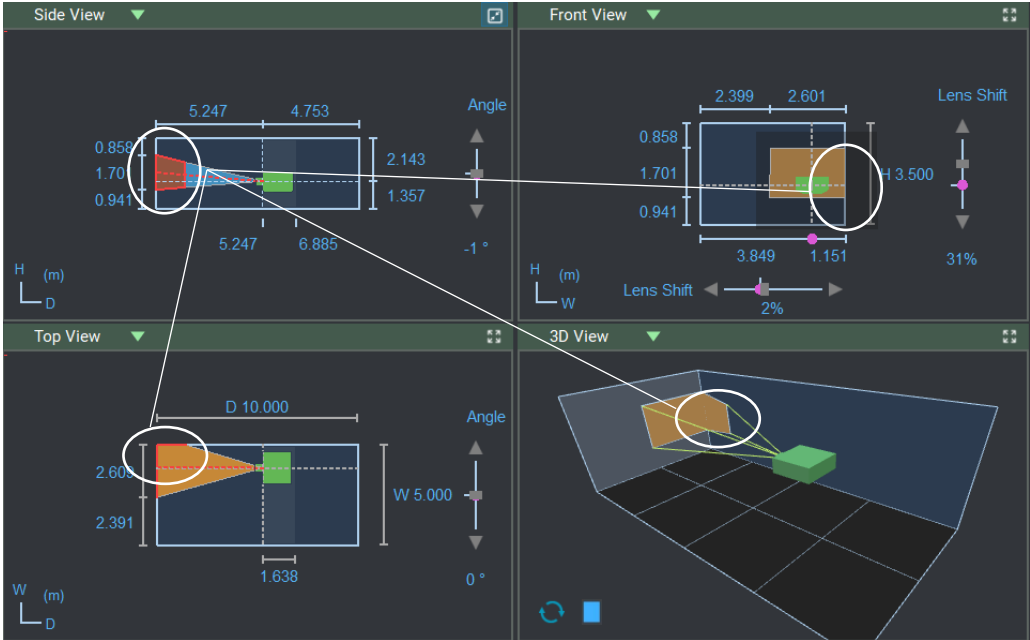 Side View
5.247 4.753
Angle
0.858
1.70
0.941
2.143
1.357
5.247 6.885
-1 °
H (m)
D
Front View
2.399 2.601
Lens Shift
0.858
1.701
0.941
H 3.500
3.849 1.151
31%
H (m)
W
Lens Shift
2%
Top View
D 10.000
Angle
2.609
2.391
W 5.000
1.638
0 °
W (m)
D
3D View